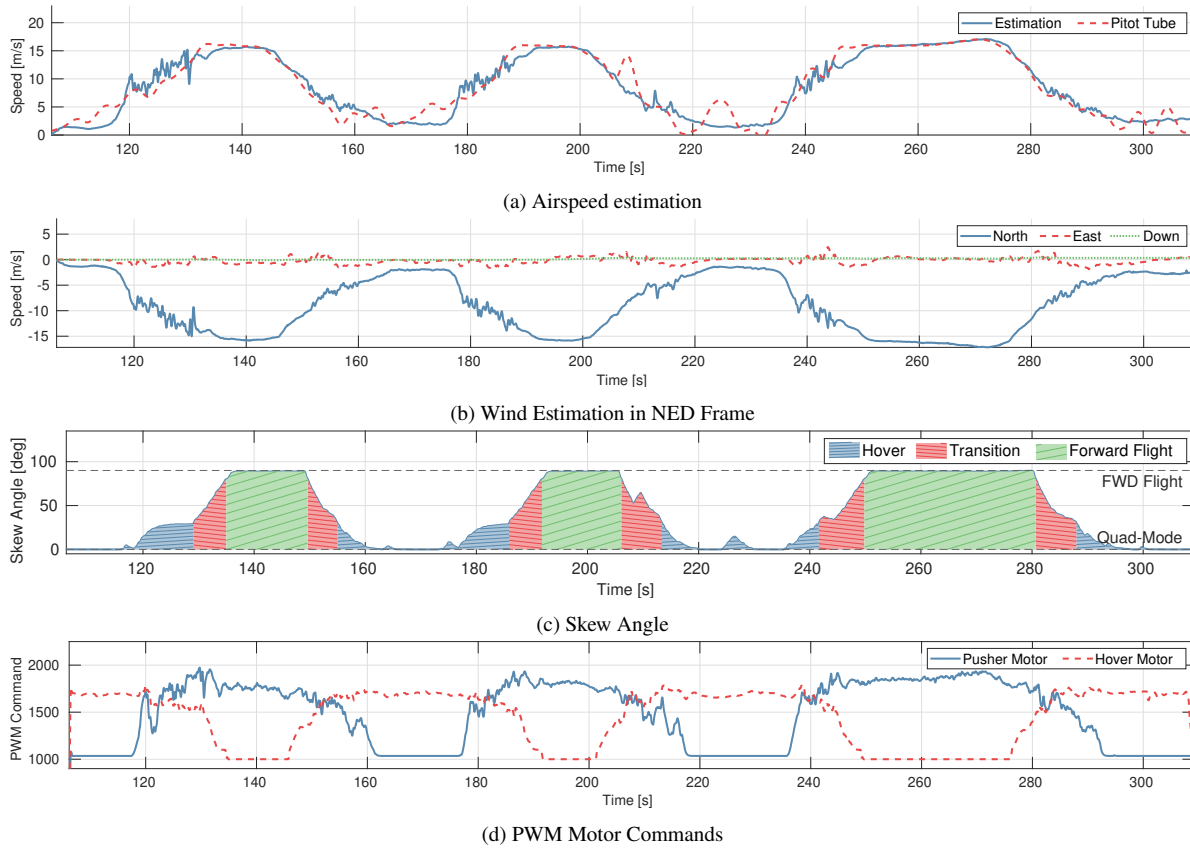 20
15
10
5
0
Speed [m/s]
Estimation Pitot Tube
120 140 160 180 200 220 240 260 280 300
Time [s]
(a) Airspeed estimation
5
0
-5
-10
-15
Speed [m/s]
North East Down
120 140 160 180 200 220 240 260 280 300
Time [s]
(b) Wind Estimation in NED Frame
100
50
0
Skew Angle [deg]
Hover Transition Forward Flight
FWD Flight
Quad-Mode
120 140 160 180 200 220 240 260 280 300
Time [s]
(c) Skew Angle
2000
1500
1000
PWM Command
Pusher Motor Hover Motor
120 140 160 180 200 220 240 260 280 300
Time [s]
(d) PWM Motor Commands